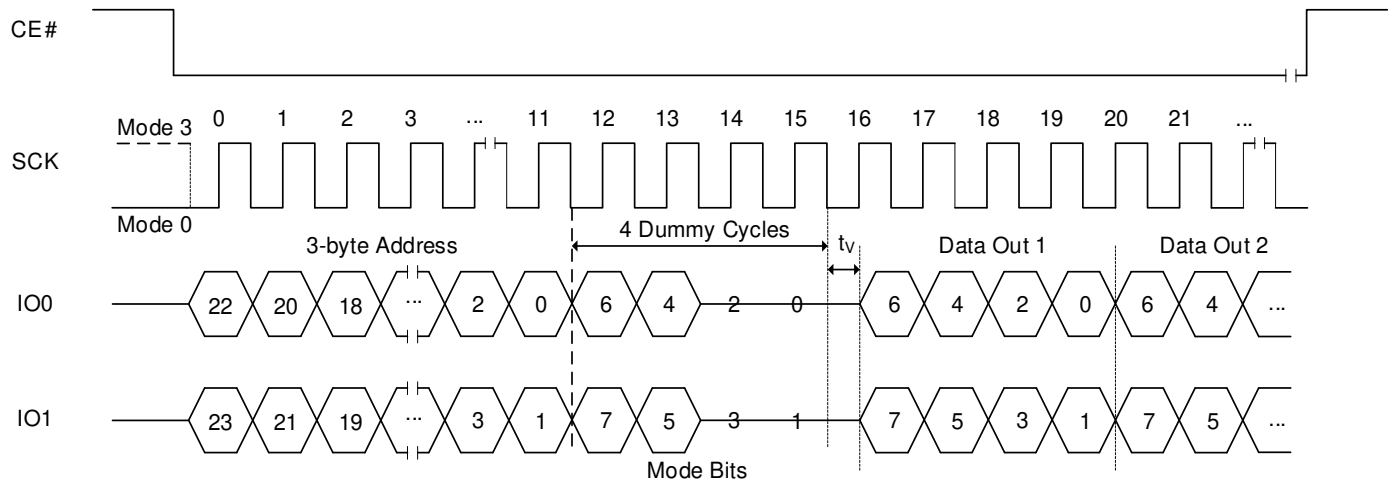 CE#
0 1 2 3 ... 11 12 13 14 15 16 17 18 19 20 21 ...
Mode 3
SCK
Mode 0
3-byte Address 4 Dummy Cycles tV Data Out 1 Data Out 2
IO0 22 20 18 ... 2 0 6 4 2 0 6 4 2 0 6 4 ...
IO1 23 21 19 ... 3 1 7 5 3 1 7 5 3 1 7 5 ...
Mode Bits